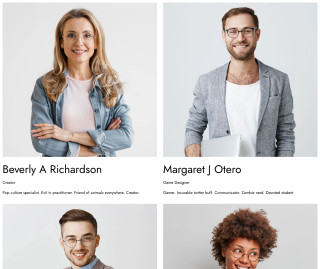 Beverly A Richardson
Creator
Pop culture specialist. Evil tv practitioner. Friend of animals everywhere. Creator.
Margaret J Otero
Game Designer
Gamer. Incurable twitter buff. Communicator. Zombie nerd. Devoted student.